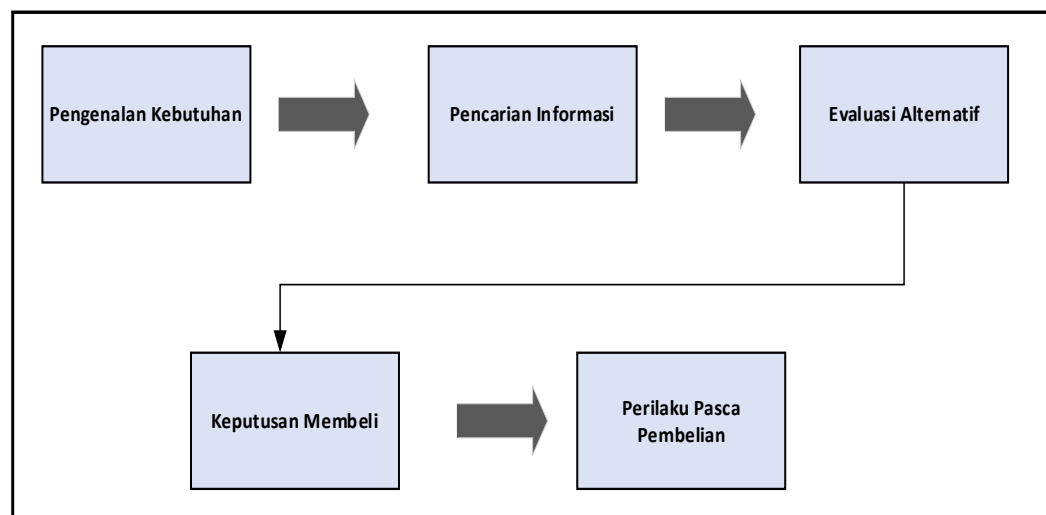 Pengenalan Kebutuhan
Pencarian Informasi
Evaluasi Alternatif
Keputusan Membeli
Perilaku Pasca
Pembelian